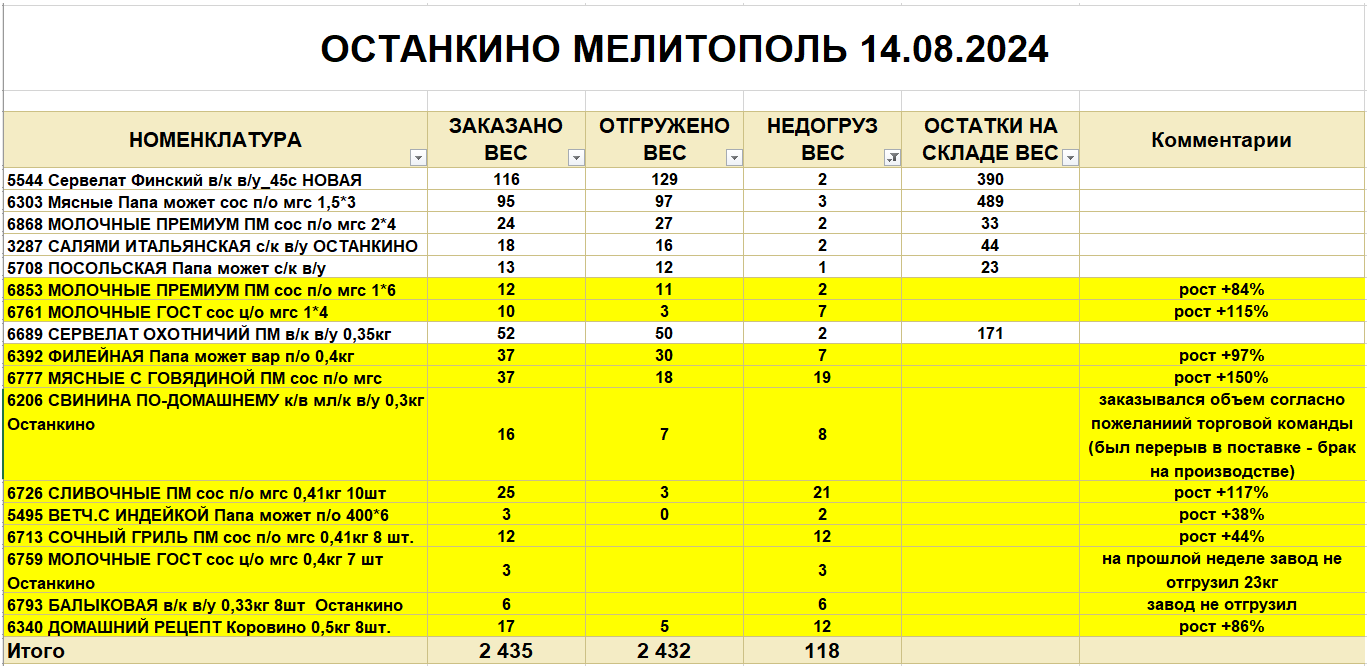 ОСТАНКИНО МЕЛИТОПОЛЬ 14.08.2024
НОМЕНКЛАТУРА ЗАКАЗАНО ВЕС ОТГРУЖЕНО ВЕС НЕДОГРУЗ ВЕС ОСТАТКИ НА СКЛАДЕ ВЕС Комментарии
5544 Сервелат Финский в/к в/у_45с НОВАЯ 116 129 2 390
6303 Мясные Папа может сос п/о мгс 1,5*3 95 97 3 489
6868 МОЛОЧНЫЕ ПРЕМИУМ ПМ сос п/о мгс 2*4 24 27 2 33
3287 САЛЯМИ ИТАЛЬЯНСКАЯ с/к в/у ОСТАНКИНО 18 16 2 44
5708 ПОСОЛЬСКАЯ Папа может с/к в/у 13 12 1 23
6853 МОЛОЧНЫЕ ПРЕМИУМ ПМ сос п/о мгс 1*6 12 11 2 рост +84%
6761 МОЛОЧНЫЕ ГОСТ сос ц/о мгс 1*4 10 3 7 рост +115%
6689 СЕРВЕЛАТ ОХОТНИЧИЙ ПМ в/к в/у 0,35кг 52 50 2 171
6392 ФИЛЕЙНАЯ Папа может вар п/о 0,4кг 37 30 7 рост +97%
6777 МЯСНЫЕ С ГОВЯДИНОЙ ПМ сос п/о мгс 37 18 19 рост +150%
6206 СВИНИНА ПО-ДОМАШНЕМУ к/в мл/к в/у 0,3кг
Останкино
16 7 8
заказывался объем согласно
пожеланиий торговой команды
(был перерыв в поставке - брак
на производстве)
6726 СЛИВОЧНЫЕ ПМ сос п/о мгс 0,41кг 10шт 25 3 21 рост +117%
5495 ВЕТЧ.С ИНДЕЙКОЙ Папа может п/о 400*6 3 0 2 рост +38%
6713 СОЧНЫЙ ГРИЛЬ ПМ сос п/о мгс 0,41кг 8 шт. 12 12 рост +44%
6759 МОЛОЧНЫЕ ГОСТ сос ц/о мгс 0,4кг 7 шт
Останкино
3 3
на прошлой неделе завод не
отгрузил 23кг
6793 БАЛЫКОВАЯ в/к в/у 0,33кг 8шт Останкино 6 6 завод не отгрузил
6340 ДОМАШНИЙ РЕЦЕПТ Коровино 0,5кг 8шт. 17 5 12 рост +86%
Итого 2 435 2 432 118